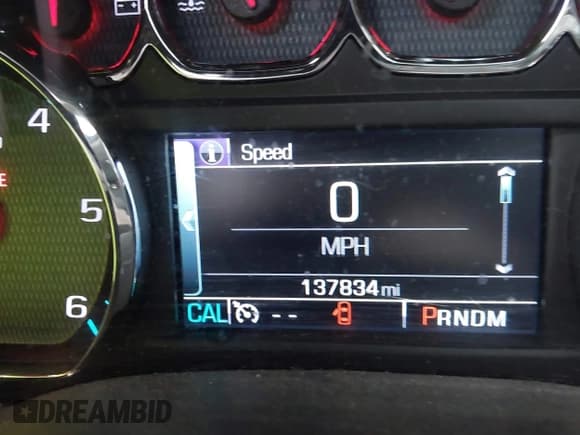 4
E
5
6
Speed
0
MPH
137834 mi
CAL -- PRNDM
DREAMBID